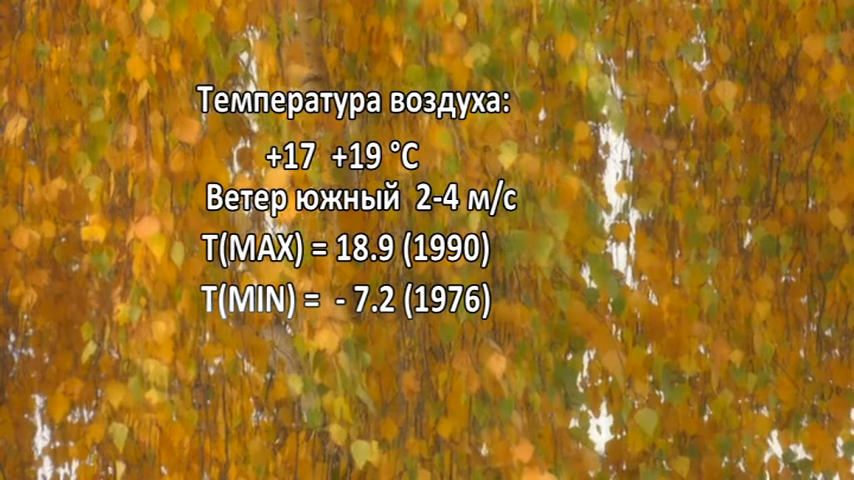 Температура воздуха:
+17 +19 °C
Ветер южный 2-4 м/с
T(MAX) = 18.9 (1990)
T(MIN) = - 7.2 (1976)